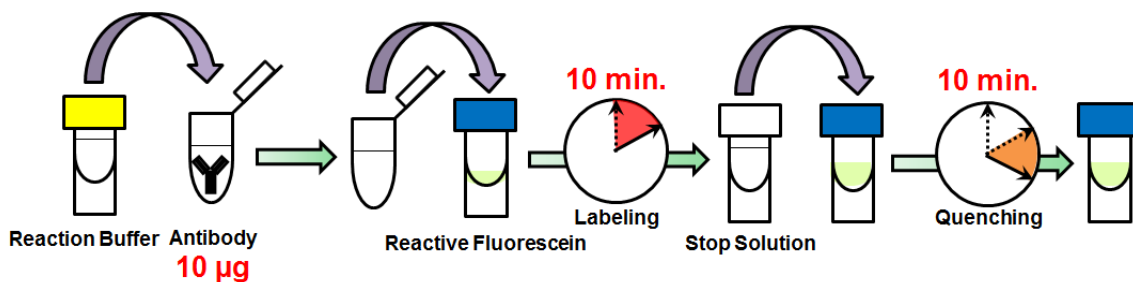 10 min.
10 min.
Labeling
Quenching
Reaction Buffer
Antibody
10 µg
Reactive Fluorescein
Stop Solution